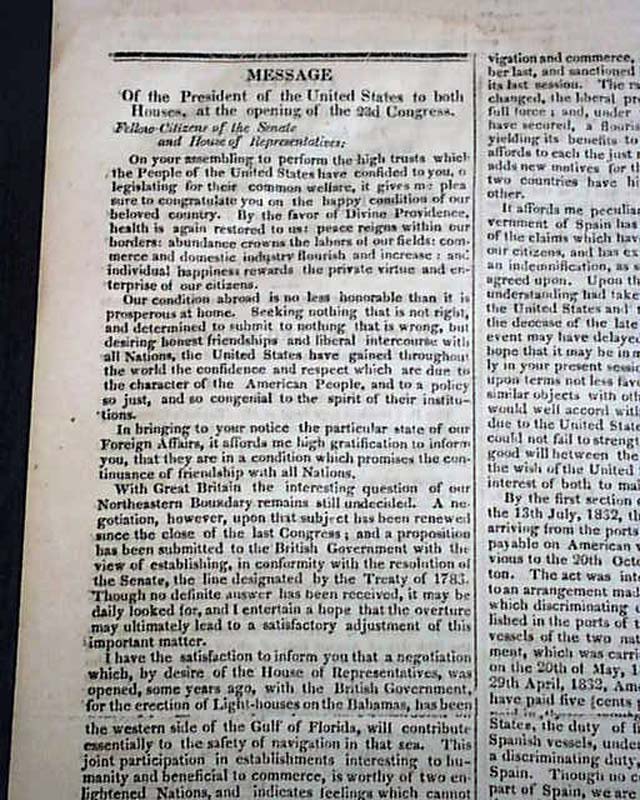 MESSAGE
Of the President of the United States to both
Houses, at the opening of the 23d Congress.
Fellow-Citizens of the Senate
and House of Representatives:
On your assembling to perform the high trusts which
the People of the United States have confided to you, o
legislating for their common welfare, it gives me plea
sure to congratulate you on the happy condition of our
beloved country. By the favor of Divine Providence,
health is again restored to us: peace reigns within our
borders: abundance crowns the labors of our fields: com-
merce and domestic industry flourish and increase: and
individual happiness rewards the private virtue and en-
terprise of our citizens.
Our condition abroad is no less honorable than it is
prosperous at home. Seeking nothing that is not right,
and determined to submit to nothing that is wrong, but
desiring honest friendships and liberal intercourse with
all Nations, the United States have gained throughout
the world the confidence and respect which are due to
the character of the American People, and to a policy
so just, and so congenial to the spirit of their institu-
tions.
In bringing to your notice the particular state of our
Foreign Affairs, it affords me high gratification to inform
you, that they are in a condition which promises the con-
tinuance of friendship with all Nations.
With Great Britain the interesting question of our
Northeastern Boundary remains still undecided. A ne-
gotiation, however, upon that subject has been renewed
since the close of the last Congress; and a proposition
has been submitted to the British Government with the
view of establishing, in conformity with the resolution of
the Senate, the line designated by the Treaty of 1783.
Though no definite answer has been received, it may be
daily looked for, and I entertain a hope that the overture
may ultimately lead to a satisfactory adjustment of this
important matter.
I have the satisfaction to inform you that a negotiation
which, by desire of the House of Representatives, was
opened, some years ago, with the British Government,
for the erection of Light-houses on the Bahamas, has been
the western side of the Gulf of Florida, will contribute
essentially to the safety of navigation in that sea. This
joint participation in establishments interesting to hu-
manity and beneficial to commerce, is worthy of two en-
lightened Nations, and indicates feelings which cannot
vigation and commerce,
ber last, and sanctioned
its last session. The
changed, the liberal
full force; and, under
have secured, a
yielding its benefits to
affords to each the just
adds new motives for
two countries have
other.
It affords me
vernment of Spain has
of the claims which have
our citizens, and has
an indemnification, as
agreed upon. Upon
understanding had
the United States and
the decease of the late
event may have delayed
hope that it may be in
ly in your present
upon terms not less
similar objects with
would well accord
due to the United
could not fail to
good will between the
the wish of the United
interest of both to
By the first section
the 13th July, 1832,
arriving from the ports
payable on American
vious to the 20th
ton. The act was
to an arrangement
which discriminating
lished in the ports of
vessels of the two
ment, which was
on the 20th of May,
29th April, 1832,
have paid five [cents
States, the duty of
Spanish vessels,
a discriminating duty,
Spain. Though no
part of Spain, we are